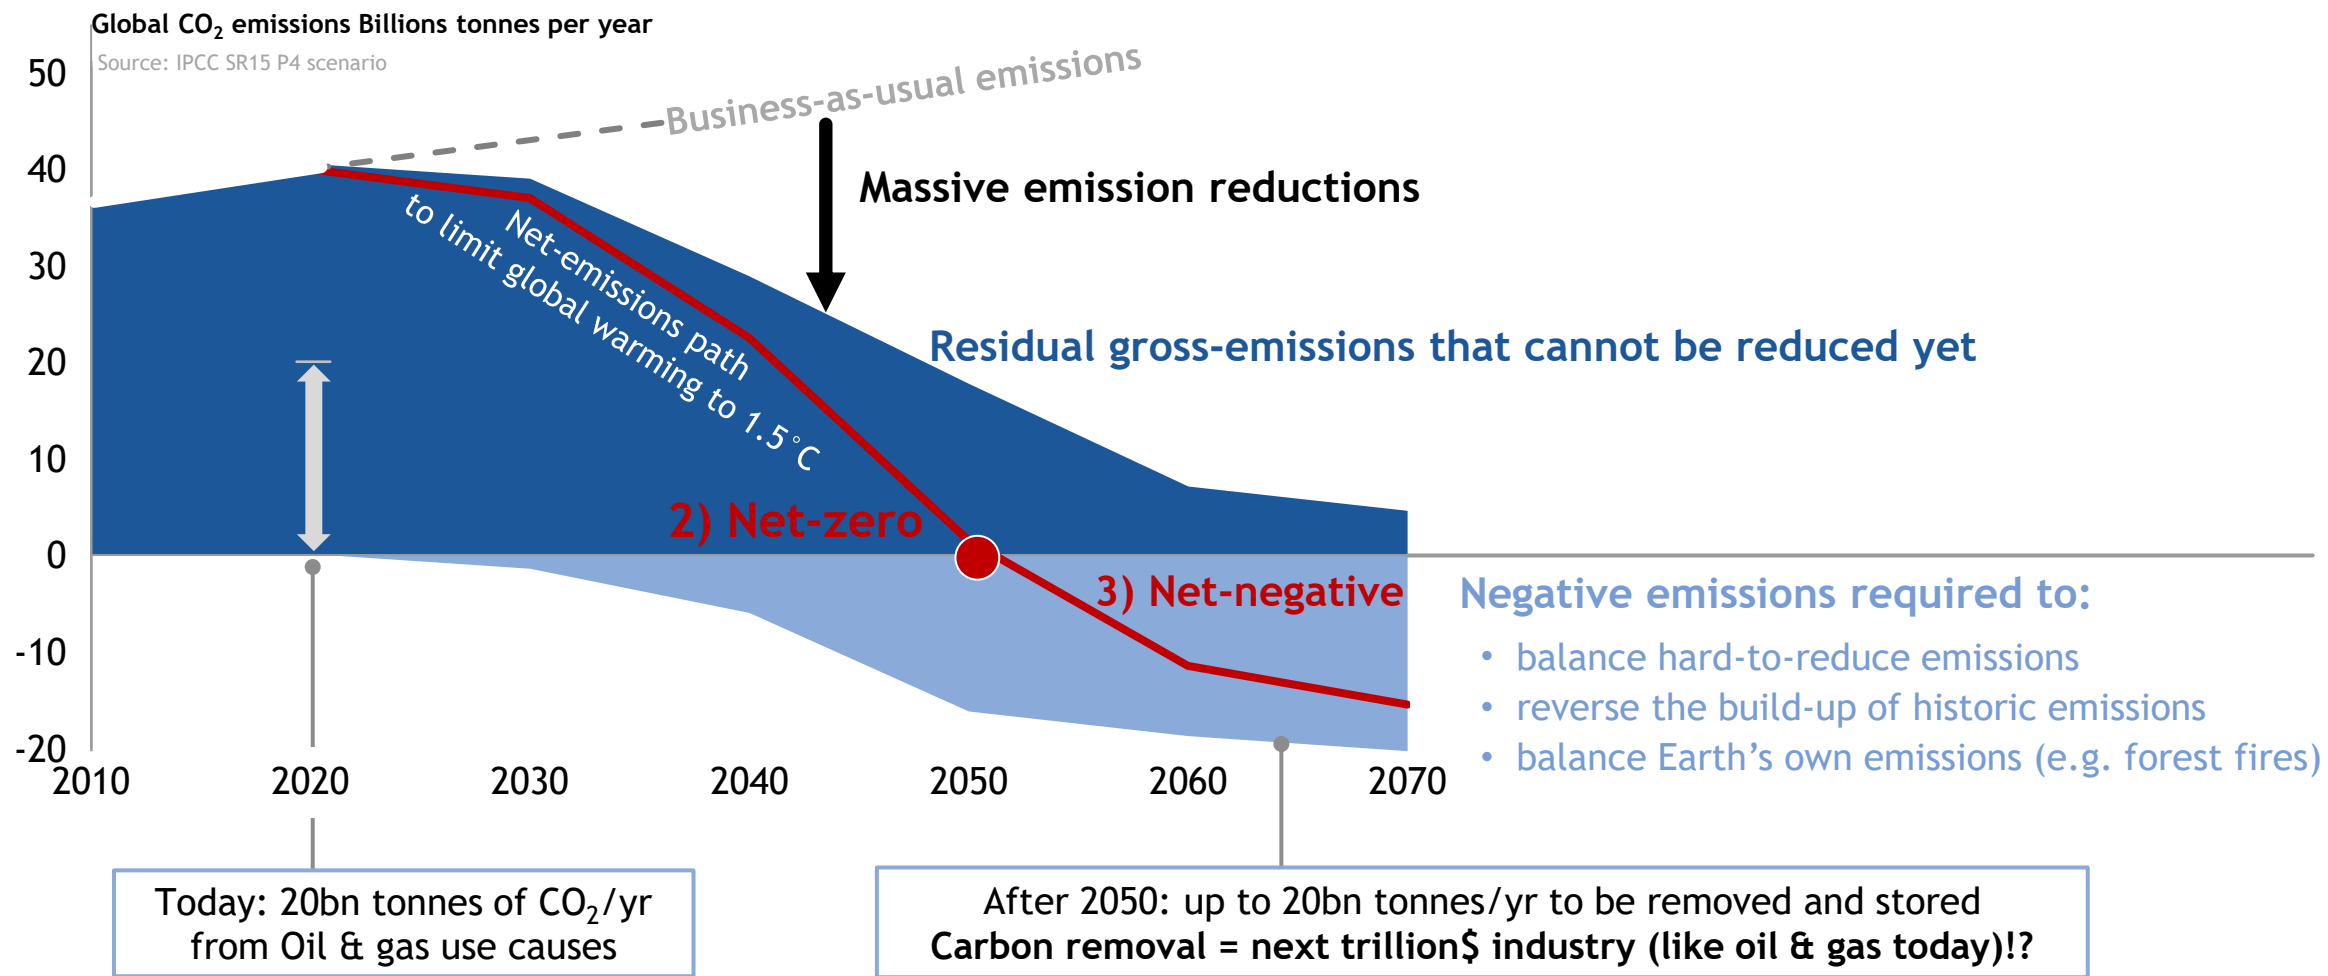 Global CO₂ emissions Billions tonnes per year
Source: IPCC SR15 P4 scenario
50
40
30
20
10
0
-10
-20
2010
2020
2030
2040
2050
2060
2070
Business-as-usual emissions
Massive emission reductions
Net-emissions path
to limit global warming to 1.5°C
Residual gross-emissions that cannot be reduced yet
2) Net-zero
3) Net-negative
Negative emissions required to:
• balance hard-to-reduce emissions
• reverse the build-up of historic emissions
• balance Earth’s own emissions (e.g. forest fires)
Today: 20bn tonnes of CO₂/yr
from Oil & gas use causes
After 2050: up to 20bn tonnes/yr to be removed and stored
Carbon removal = next trillion$ industry (like oil & gas today)!?